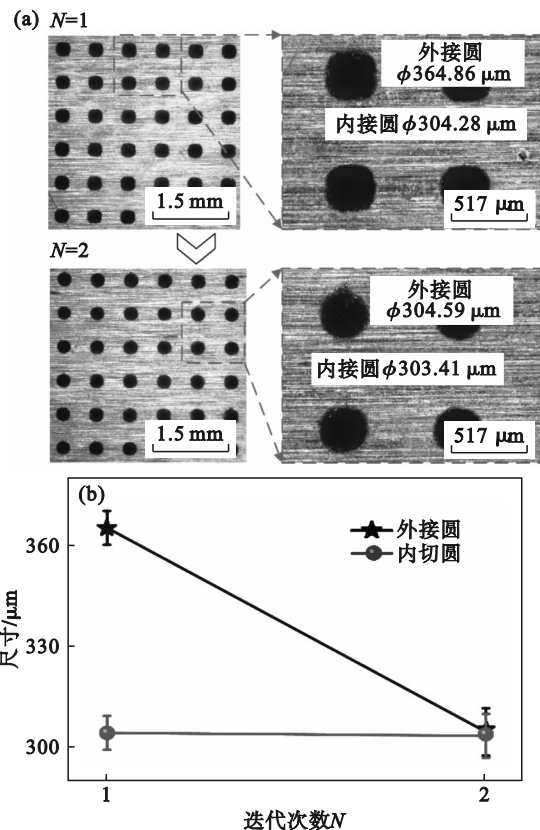 (a) N=1
外接圆
ϕ364.86 μm
内接圆ϕ304.28 μm
1.5 mm
517 μm
N=2
外接圆
ϕ304.59 μm
内接圆ϕ303.41 μm
1.5 mm
517 μm
(b)
外接圆
内切圆
尺寸/μm
360
330
300
1
2
迭代次数N